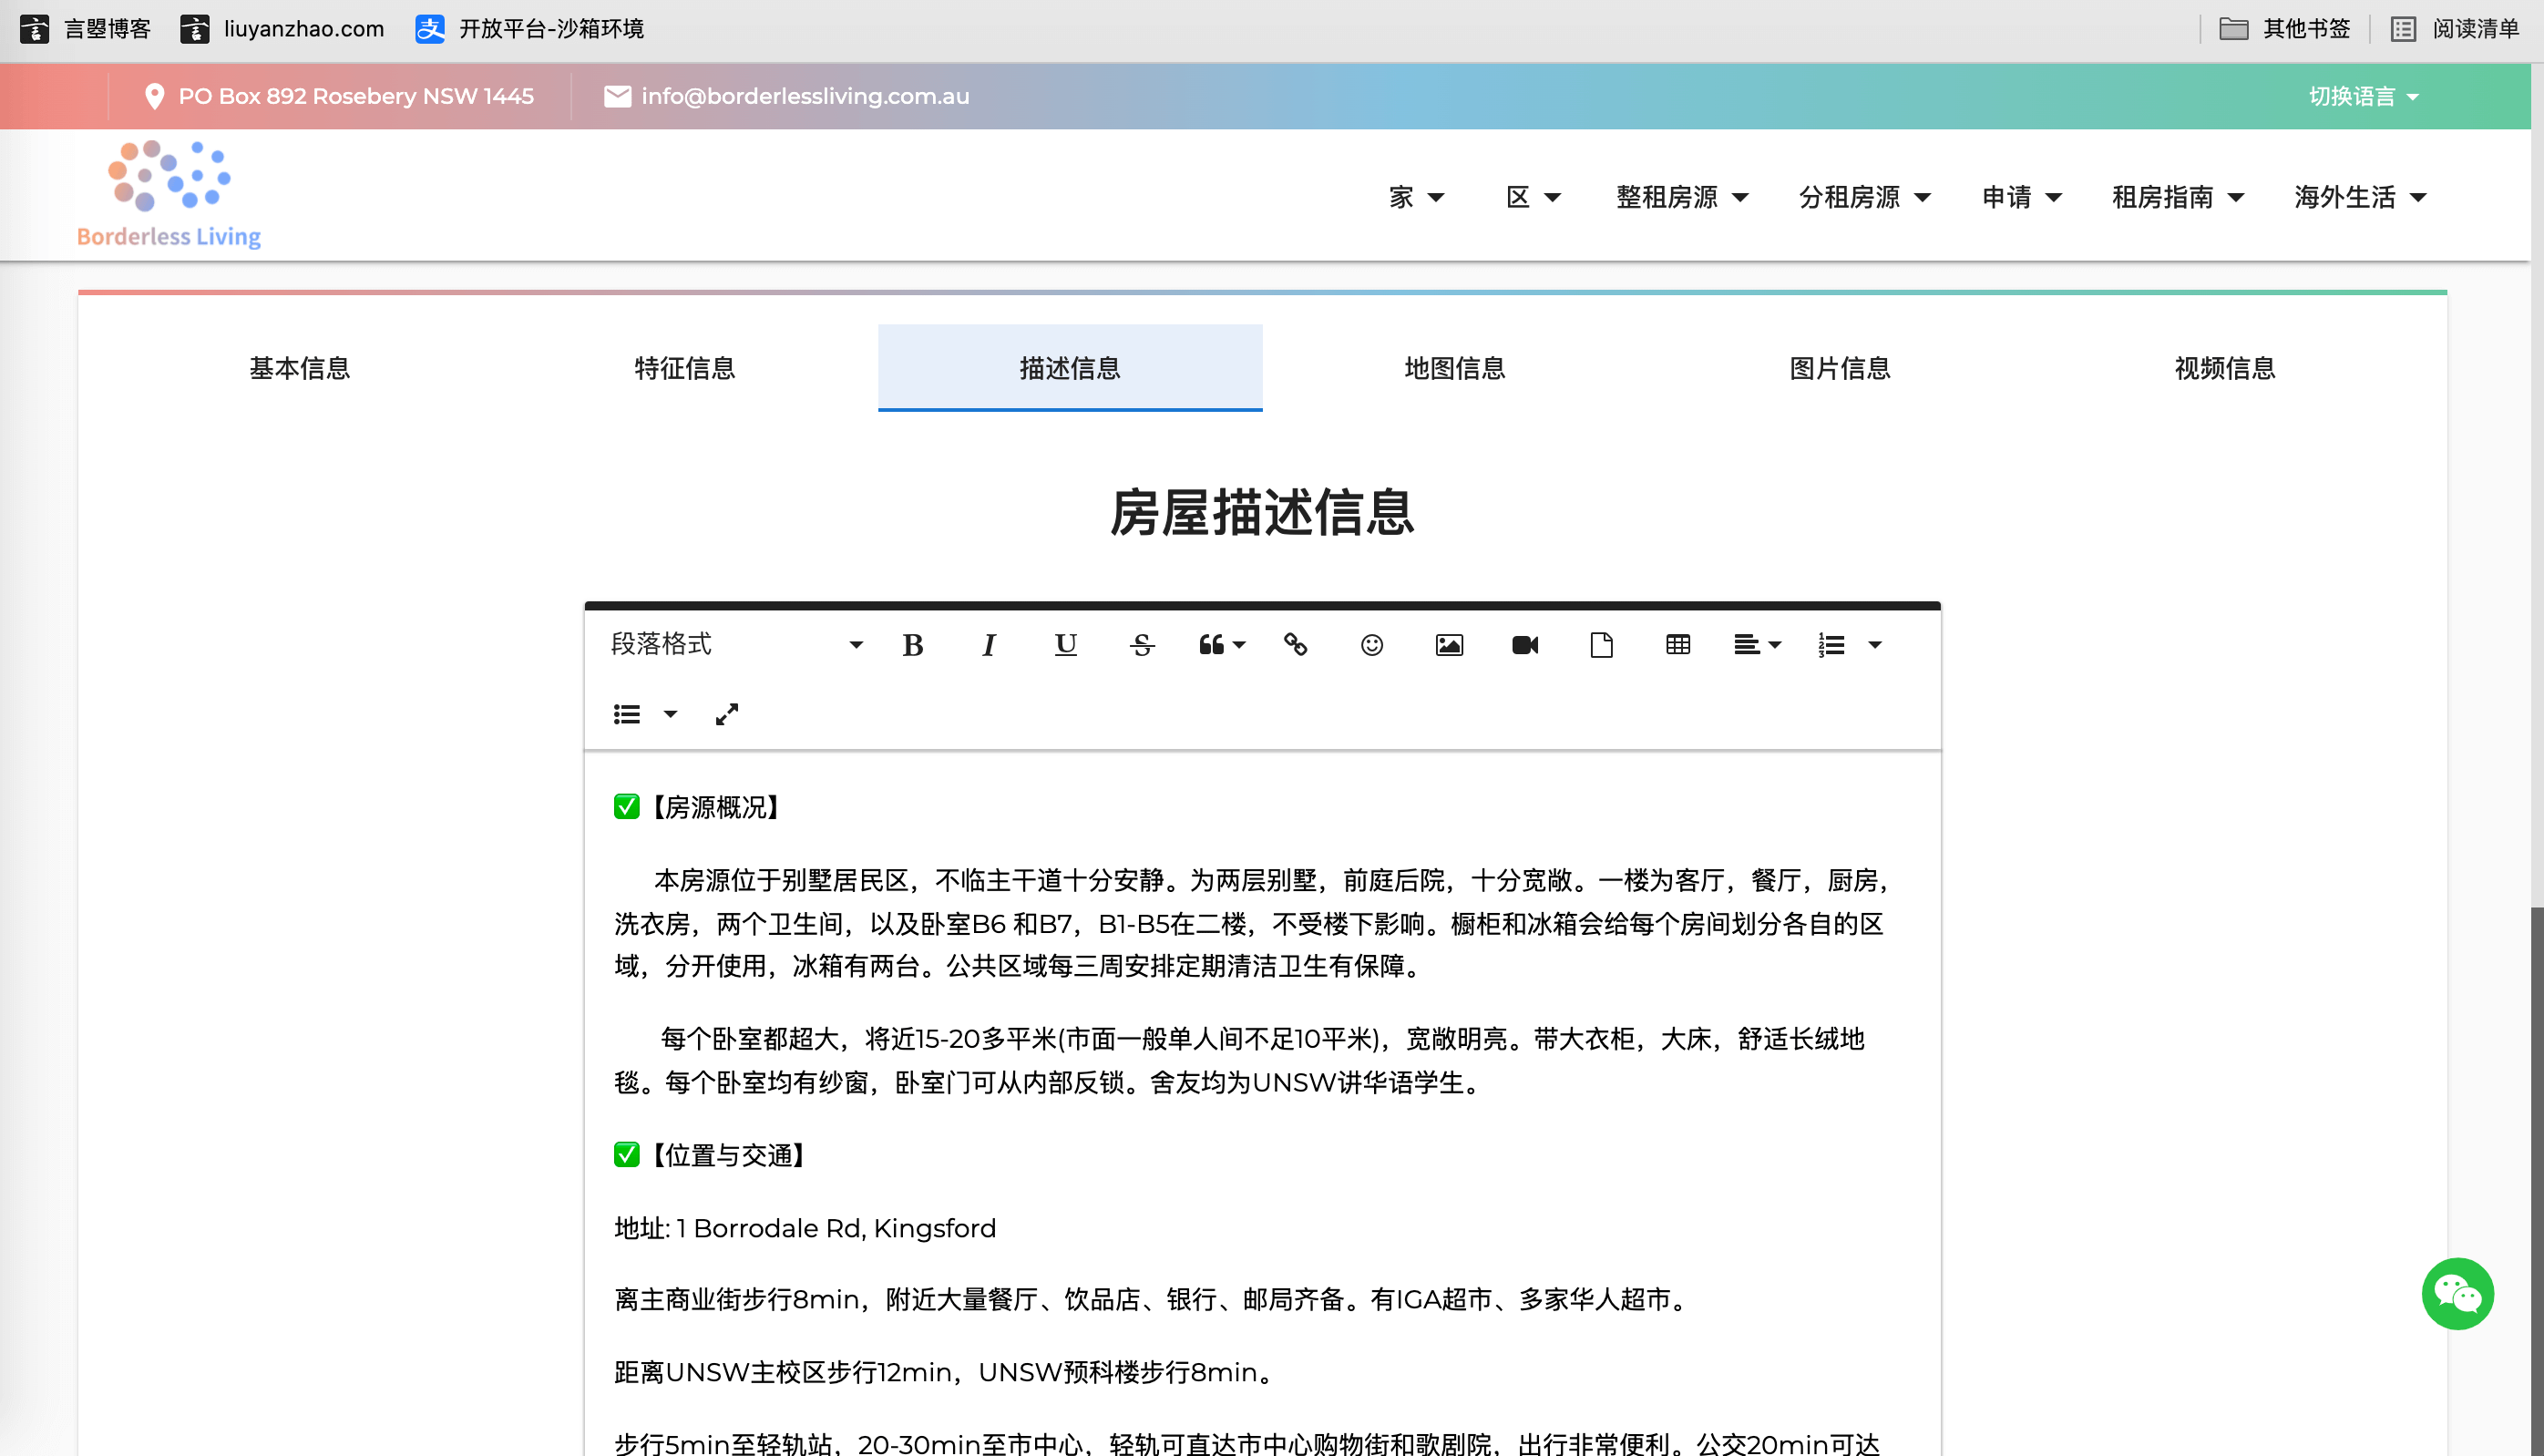 言曌博客 liuyanzhao.com 开放平台-沙箱环境 其他书签 阅读清单
PO Box 892 Rosebery NSW 1445 info@borderlessliving.com.au 切换语言
Borderless Living
家 区 整租房源 分租房源 申请 租房指南 海外生活
基本信息 特征信息 描述信息 地图信息 图片信息 视频信息
房屋描述信息
段落格式 B I U S
✅【房源概况】
本房源位于别墅居民区，不临主干道十分安静。为两层别墅，前庭后院，十分宽敞。一楼为客厅，餐厅，厨房，
洗衣房，两个卫生间，以及卧室B6 和B7，B1-B5在二楼，不受楼下影响。橱柜和冰箱会给每个房间划分各自的区
域，分开使用，冰箱有两台。公共区域每三周安排定期清洁卫生有保障。
每个卧室都超大，将近15-20多平米(市面一般单人间不足10平米)，宽敞明亮。带大衣柜，大床，舒适长绒地
毯。每个卧室均有纱窗，卧室门可从内部反锁。舍友均为UNSW讲华语学生。
✅【位置与交通】
地址: 1 Borrodale Rd, Kingsford
离主商业街步行8min，附近大量餐厅、饮品店、银行、邮局齐备。有IGA超市、多家华人超市。
距离UNSW主校区步行12min，UNSW预科楼步行8min。
步行5min至轻轨站，20-30min至市中心，轻轨可直达市中心购物街和歌剧院，出行非常便利。公交20min可达